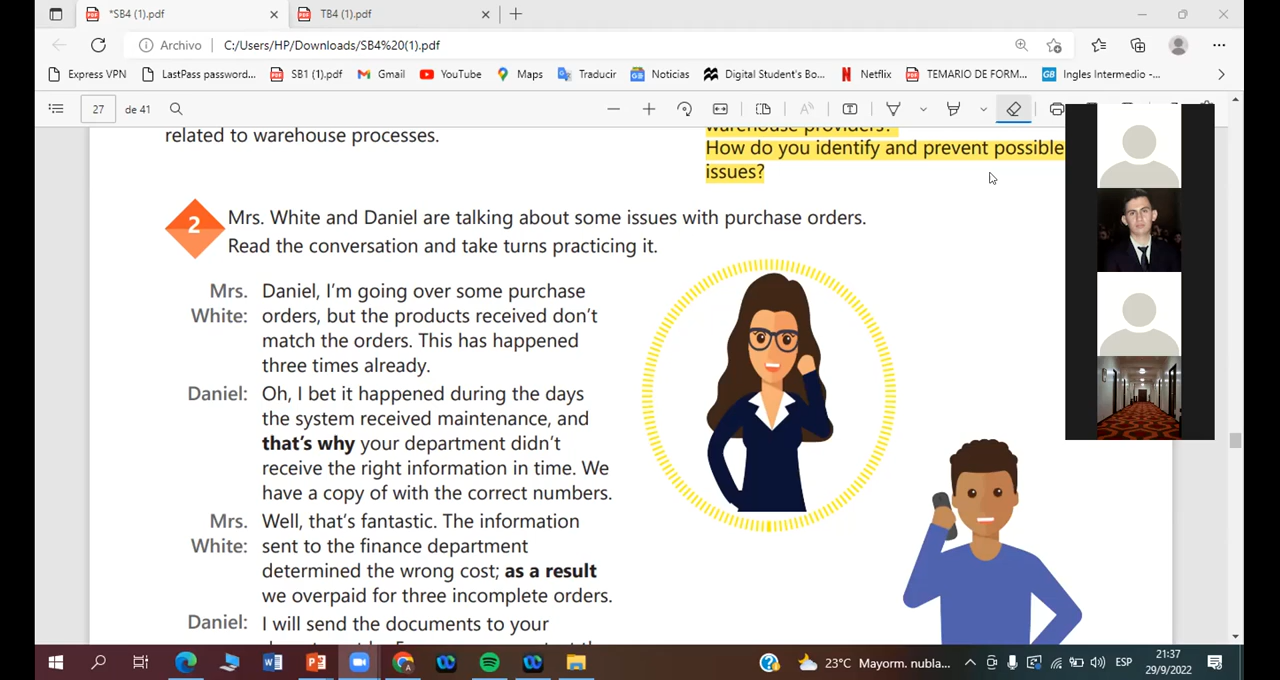 *SB4 (1).pdf
TB4 (1).pdf
Archivo
C:/Users/HP/Downloads/SB4%20(1).pdf
Express VPN
LastPass password...
SB1 (1).pdf
Gmail
YouTube
Maps
Traducir
Noticias
Digital Student's Bo...
Netflix
TEMARIO DE FORM...
Ingles Intermedio -...
27
de 41
related to warehouse processes.
warehouse providers?
How do you identify and prevent possible
issues?
2
Mrs. White and Daniel are talking about some issues with purchase orders.
Read the conversation and take turns practicing it.
Mrs. Daniel, I'm going over some purchase
White: orders, but the products received don't
match the orders. This has happened
three times already.
Daniel: Oh, I bet it happened during the days
the system received maintenance, and
that's why your department didn't
receive the right information in time. We
have a copy of with the correct numbers.
Mrs. Well, that's fantastic. The information
White: sent to the finance department
determined the wrong cost; as a result
we overpaid for three incomplete orders.
Daniel: I will send the documents to your
23°C Mayorm. nubla...
ESP
21:37
29/9/2022